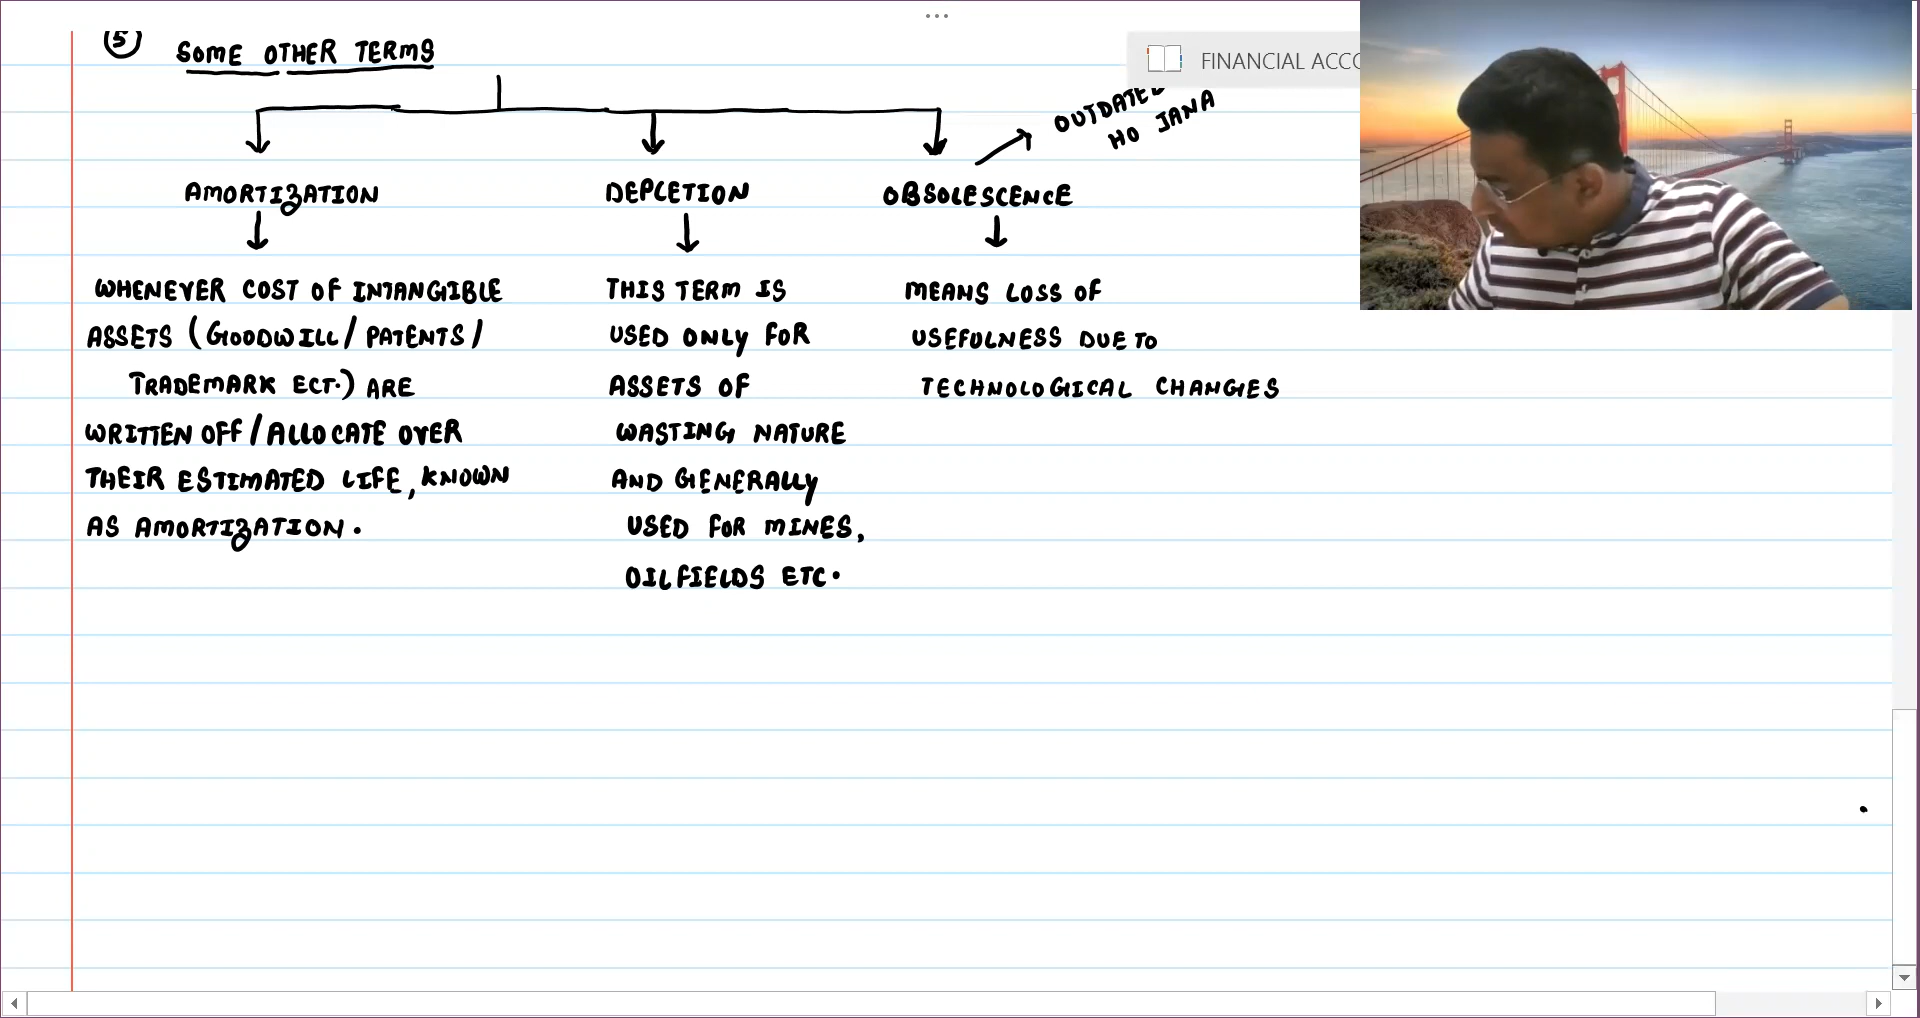 5 SOME OTHER TERMS
FINANCIAL ACCO
OUTDATED
HO JANA
AMORTIZATION DEPLETION OBSOLESCENCE
WHENEVER COST OF INTANGIBLE
ASSETS (GOODWILL/PATENTS/
TRADEMARK ECT.) ARE
WRITTEN OFF/ALLOCATE OVER
THEIR ESTIMATED LIFE, KNOWN
AS AMORTIZATION.
THIS TERM IS
USED ONLY FOR
ASSETS OF
WASTING NATURE
AND GENERALLY
USED FOR MINES,
OILFIELDS ETC.
MEANS LOSS OF
USEFULNESS DUE TO
TECHNOLOGICAL CHANGES